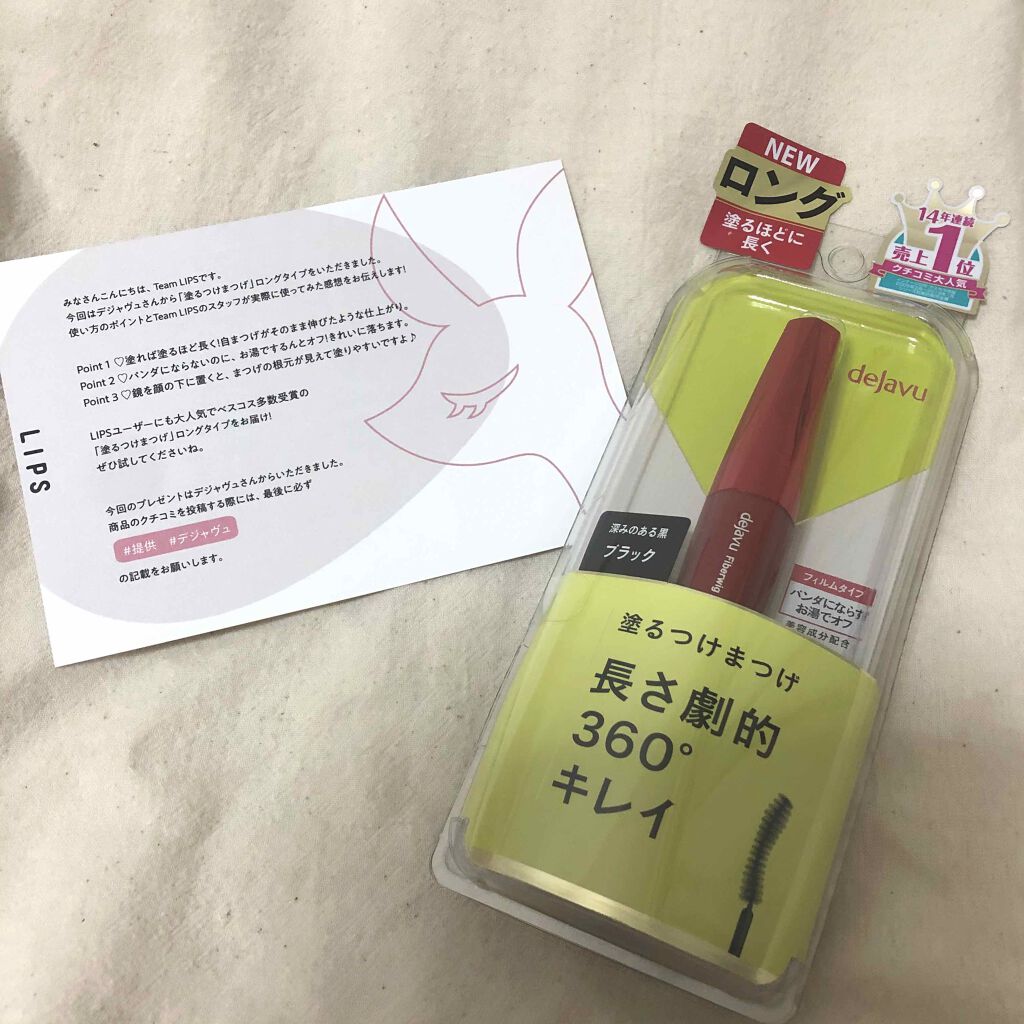 みなさんこんにちは、Team LIPSです。
今回はデジャヴュさんから「塗るつけまつげ」ロングタイプをいただきました。
使い方のポイントとTeam LIPSのスタッフが実際に使ってみた感想をお伝えします!
Point 1 ♡塗れば塗るほど長く!自まつげがそのまま伸びたような仕上がり。
Point 2 ♡パンダにならないのに、お湯でするんとオフ!きれいに落ちます。
Point 3 ♡鏡を顔の下に置くと、まつげの根元が見えて塗りやすいですよ♪
LIPSユーザーにも大人気でベスコス多数受賞の
「塗るつけまつげ」ロングタイプをお届け!
ぜひ試してくださいね。
今回のプレゼントはデジャヴュさんからいただきました。
商品のクチコミを投稿する際には、最後に必ず
#提供 #デジャヴュ
の記載をお願いします。
LIPS
NEW
ロング
塗るほどに
長く
14年連続
売上1位
クチコミ大人気
dejavu
dejavu Fiberwig
深みのある黒
ブラック
フィルムタイプ
パンダにならず
お湯でオフ
美容成分配合
塗るつけまつげ
長さ劇的
360°
キレイ